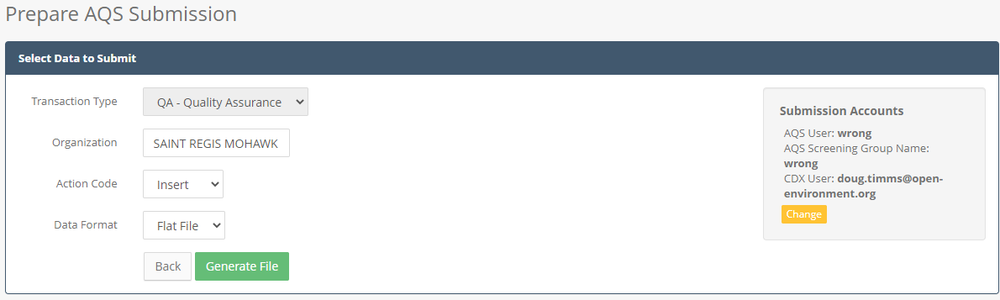 Prepare AQS Submission
Select Data to Submit
Transaction Type
QA - Quality Assurance
Organization
SAINT REGIS MOHAWK
Action Code
Insert
Data Format
Flat File
Back
Generate File
Submission Accounts
AQS User: wrong
AQS Screening Group Name:
wrong
CDX User: doug.timms@open-
environment.org
Change